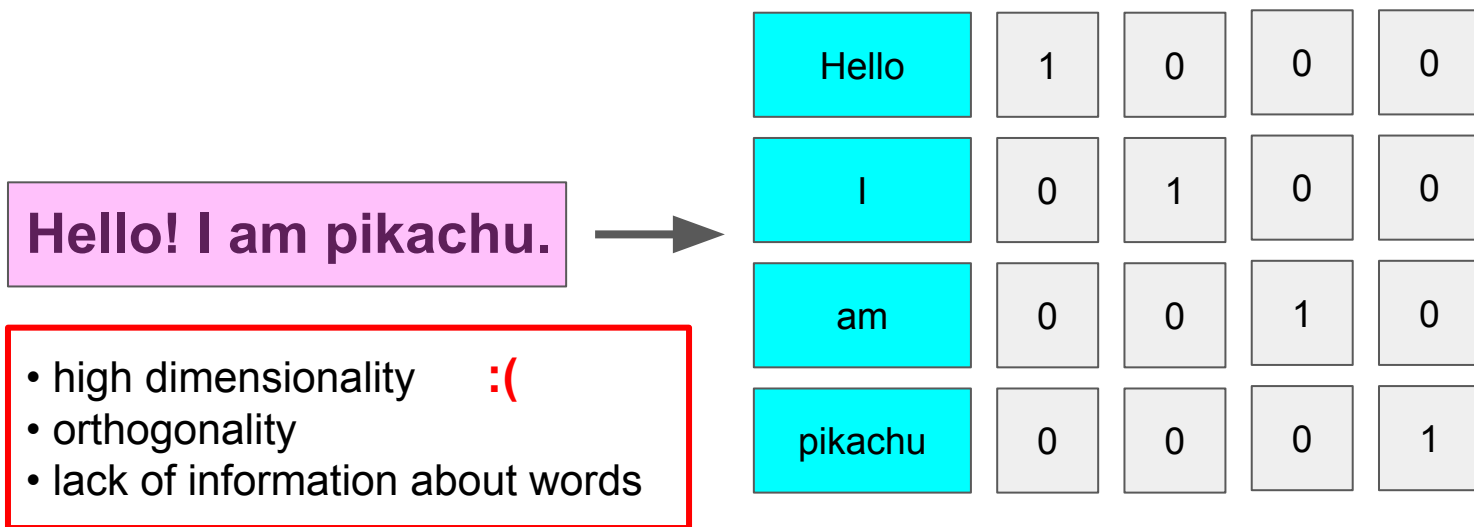 Hello! I am pikachu.
• high dimensionality :(
• orthogonality
• lack of information about words
Hello 1 0 0 0
I 0 1 0 0
am 0 0 1 0
pikachu 0 0 0 1